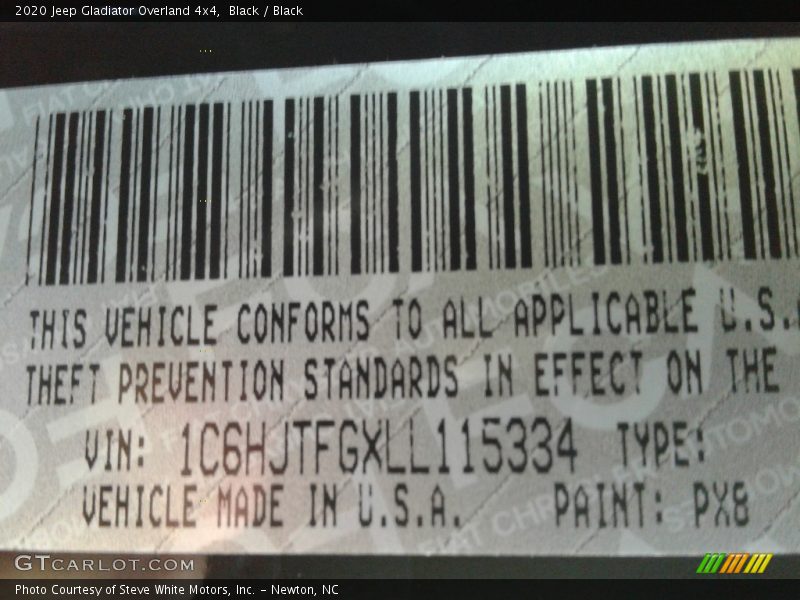 2020 Jeep Gladiator Overland 4x4,  Black / Black
THIS VEHICLE CONFORMS TO ALL APPLICABLE U.S.
THEFT PREVENTION STANDARDS IN EFFECT ON THE
VIN: 1C6HJTFGXLL115334 TYPE:
VEHICLE MADE IN U.S.A. PAINT: PX8
GTCARLOT.COM
Photo Courtesy of Steve White Motors, Inc. – Newton, NC